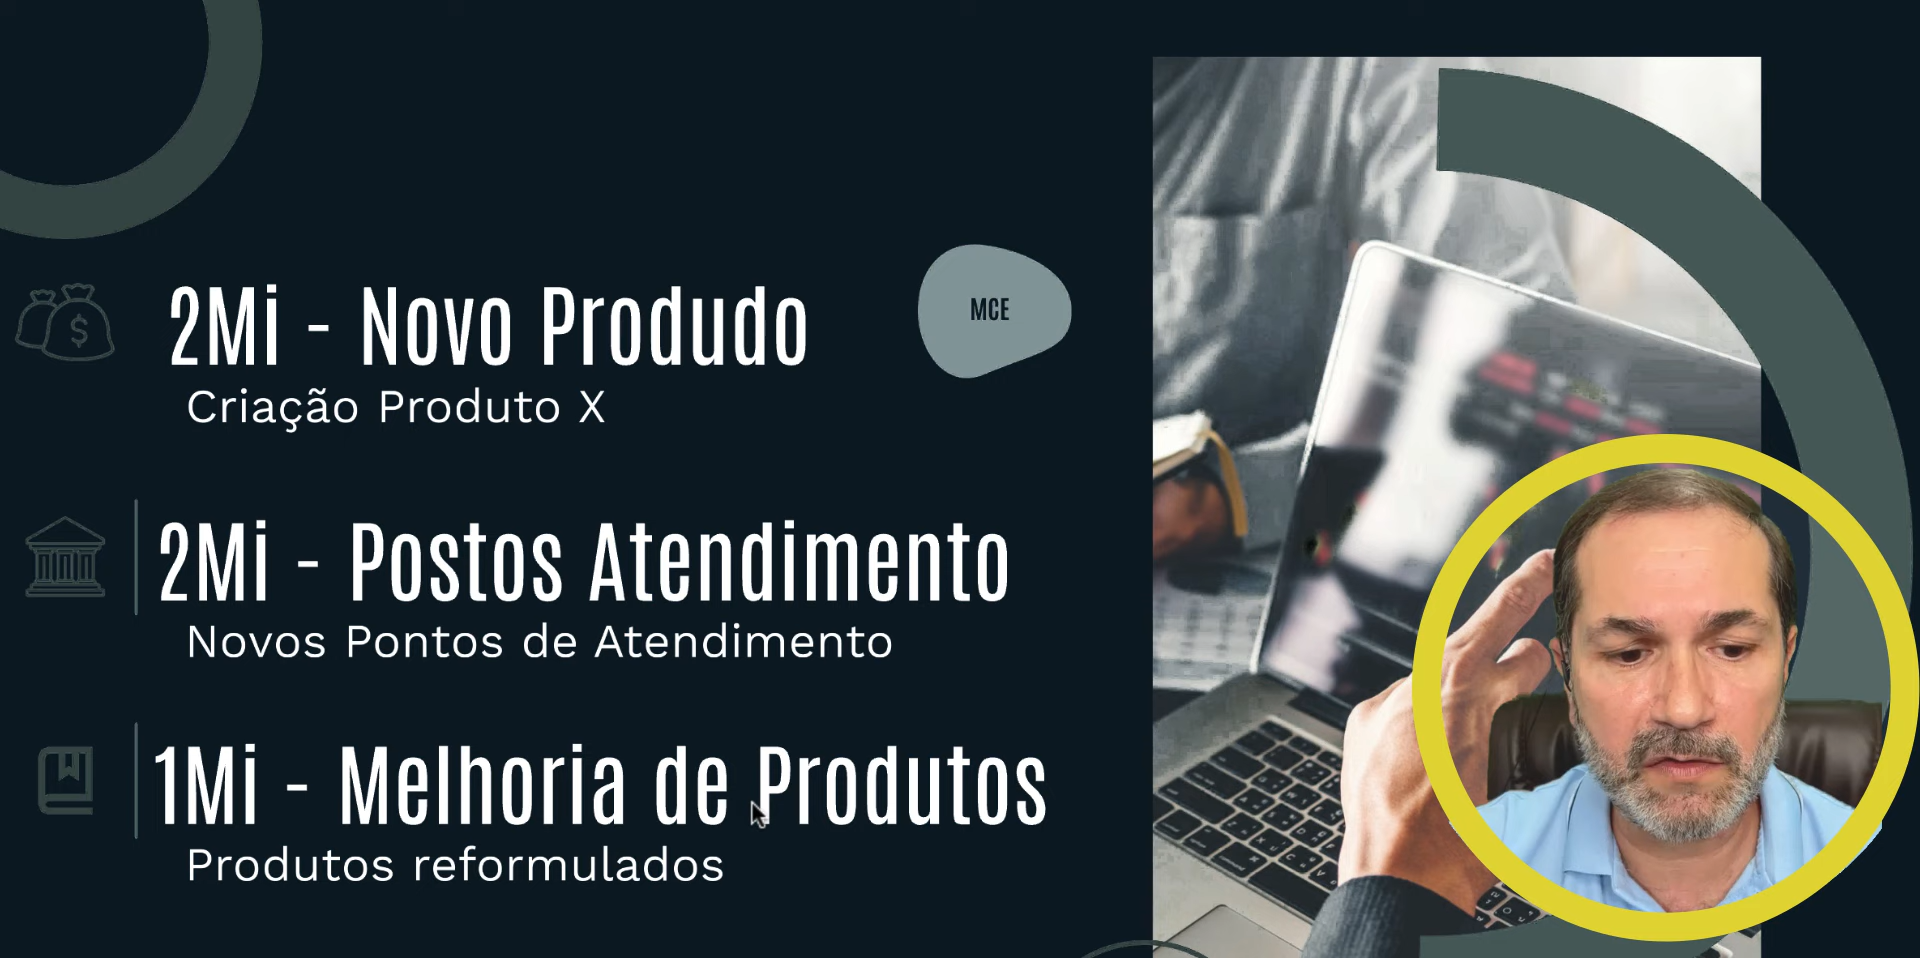 2Mi - Novo Produdo
MCE
Criação Produto X
2Mi - Postos Atendimento
Novos Pontos de Atendimento
1Mi - Melhoria de Produtos
Produtos reformulados